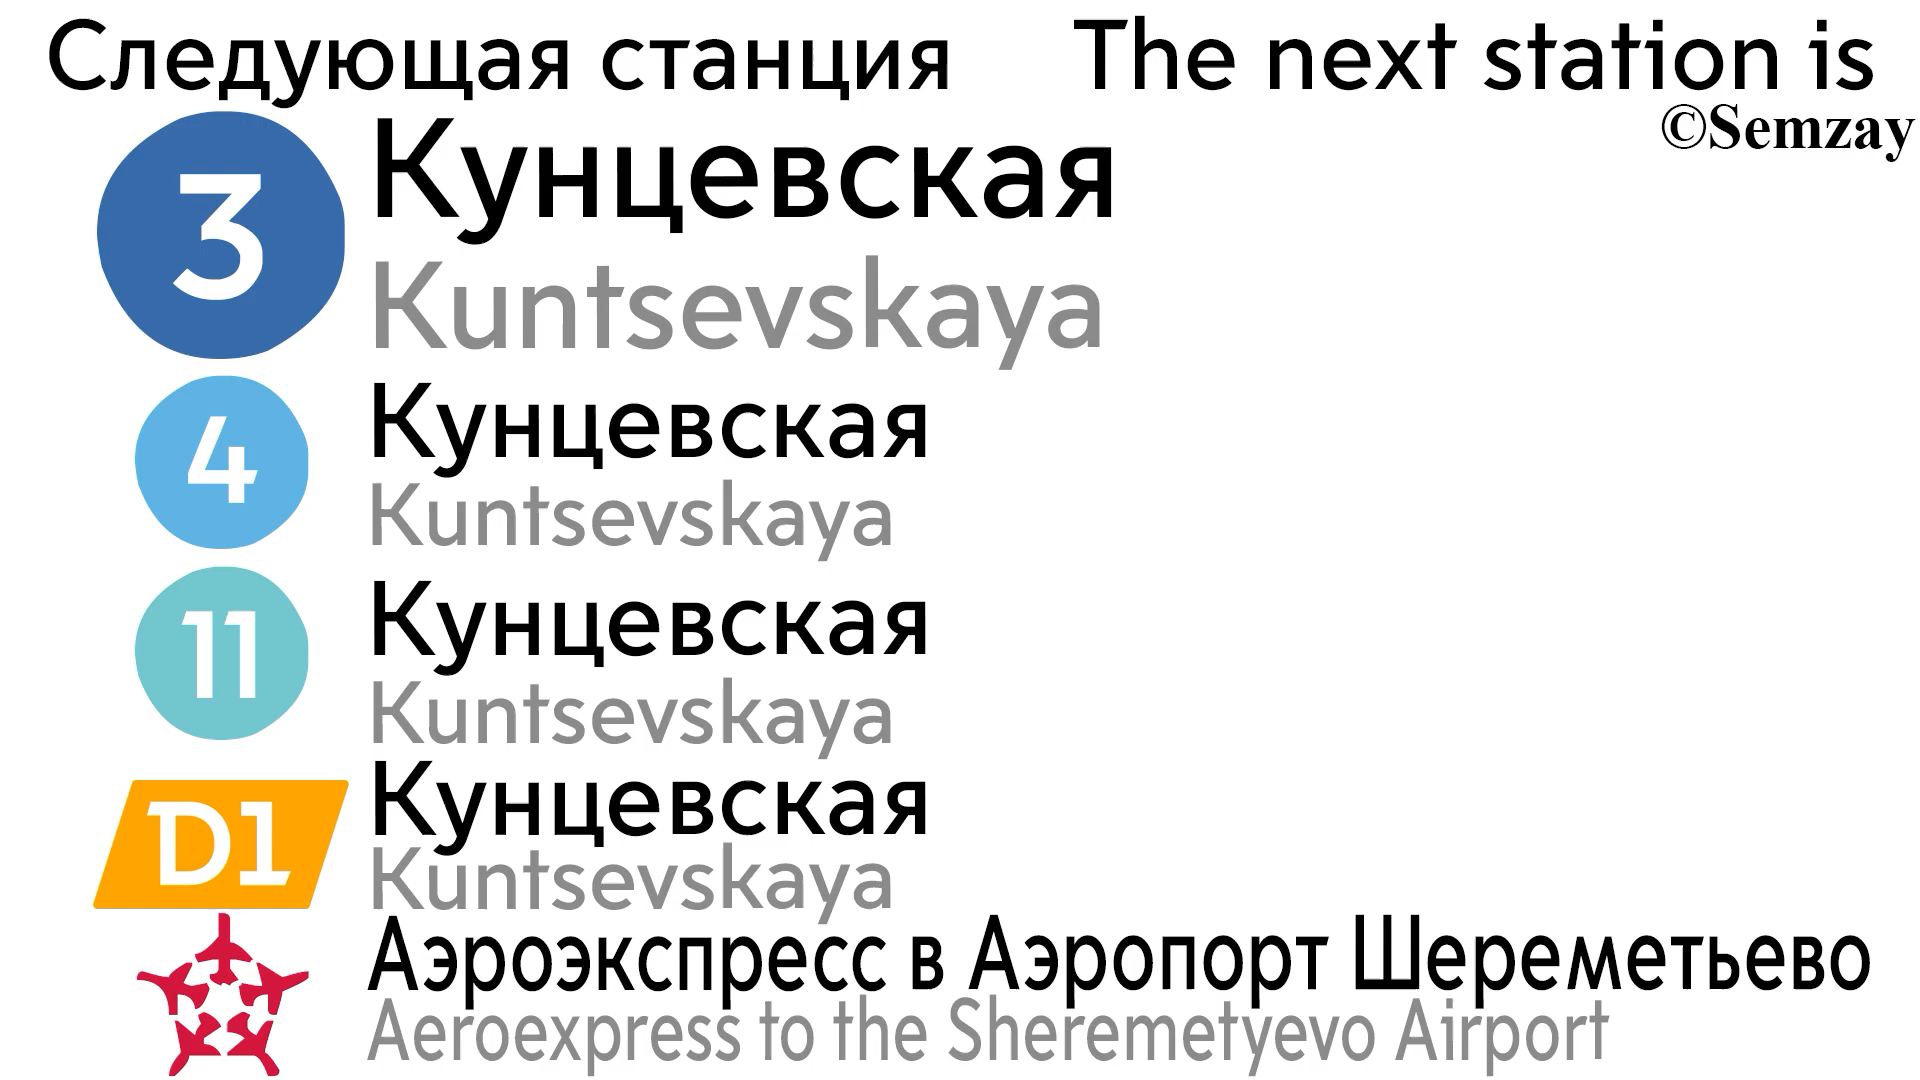 Следующая станция The next station is
©Semzay
3 Кунцевская
Kuntsevskaya
4 Кунцевская
Kuntsevskaya
11 Кунцевская
Kuntsevskaya
D1 Кунцевская
Kuntsevskaya
Аэроэкспресс в Аэропорт Шереметьево
Aeroexpress to the Sheremetyevo Airport